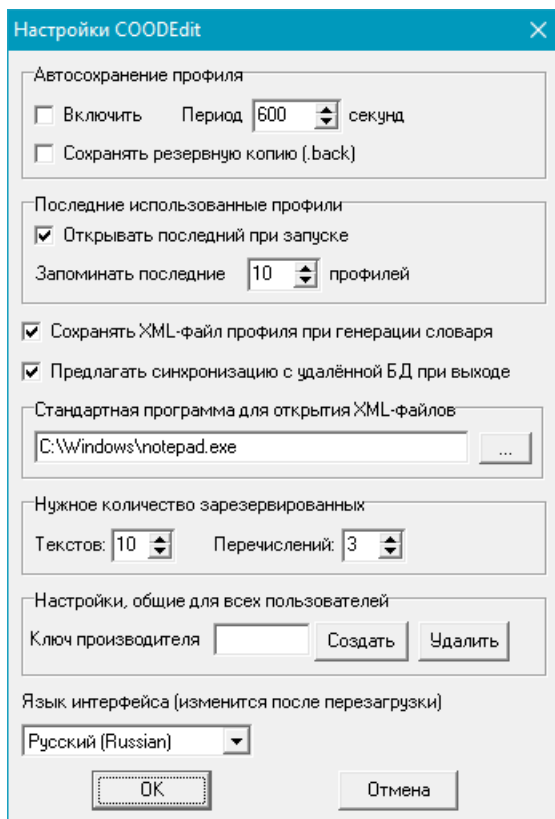 Настройки COODEdit
Автосохранение профиля
Включить Период 600 секунд
Сохранять резервную копию (.back)
Последние использованные профили
Открывать последний при запуске
Запоминать последние 10 профилей
Сохранять XML-файл профиля при генерации словаря
Предлагать синхронизацию с удалённой БД при выходе
Стандартная программа для открытия XML-файлов
C:\Windows\notepad.exe ...
Нужное количество зарезервированных
Текстов: 10 Перечислений: 3
Настройки, общие для всех пользователей
Ключ производителя Создать Удалить
Язык интерфейса (изменится после перезагрузки)
Русский (Russian)
OK Отмена